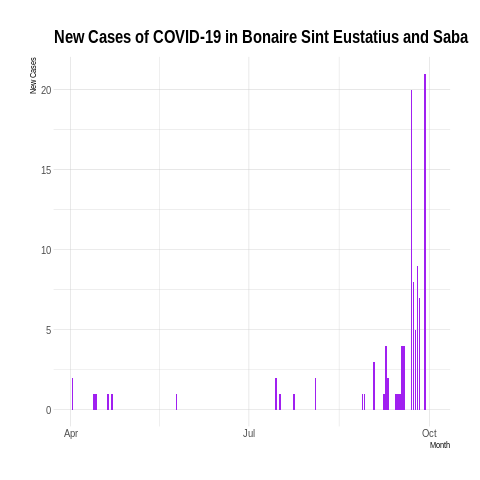 New Cases of COVID-19 in Bonaire Sint Eustatius and Saba
New Cases
20
15
10
5
0
Apr
Jul
Oct
Month